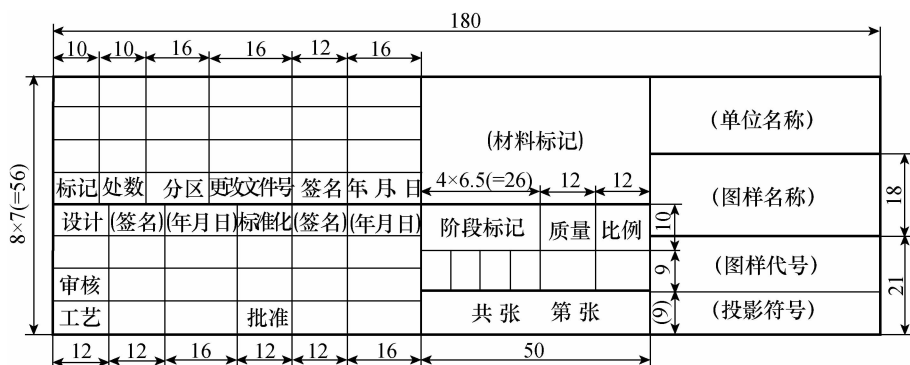 180
10 10 16 16 12 16
(单位名称)
(材料标记)
标记 处数 分区 更改文件号 签名 年 月 日
4×6.5(=26) 12 12
(图样名称)
18
8×7(=56)
设计 (签名) (年月日) 标准化 (签名) (年月日)
阶段标记 质量 比例
10
(图样代号)
9
21
审核
工艺 批准
共 张 第 张
(9)
(投影符号)
12 12 16 12 12 16 50